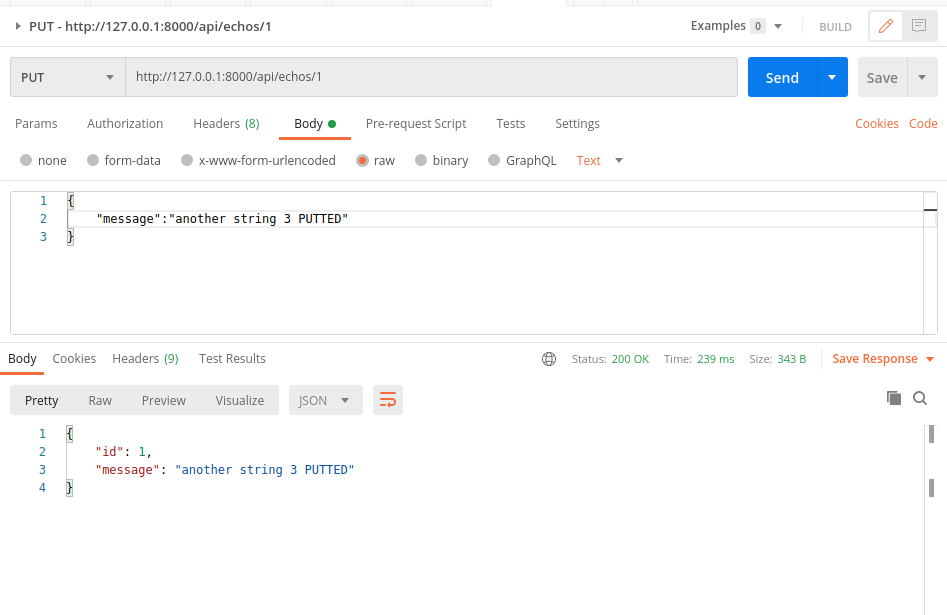 PUT - http://127.0.0.1:8000/api/echos/1 Examples 0 BUILD
PUT http://127.0.0.1:8000/api/echos/1 Send Save
Params Authorization Headers (8) Body Pre-request Script Tests Settings Cookies Code
none form-data x-www-form-urlencoded raw binary GraphQL Text
1 {
2 "message":"another string 3 PUTTED"
3 }
Body Cookies Headers (9) Test Results Status: 200 OK Time: 239 ms Size: 343 B Save Response
Pretty Raw Preview Visualize JSON
1 {
2 "id": 1,
3 "message": "another string 3 PUTTED"
4 }